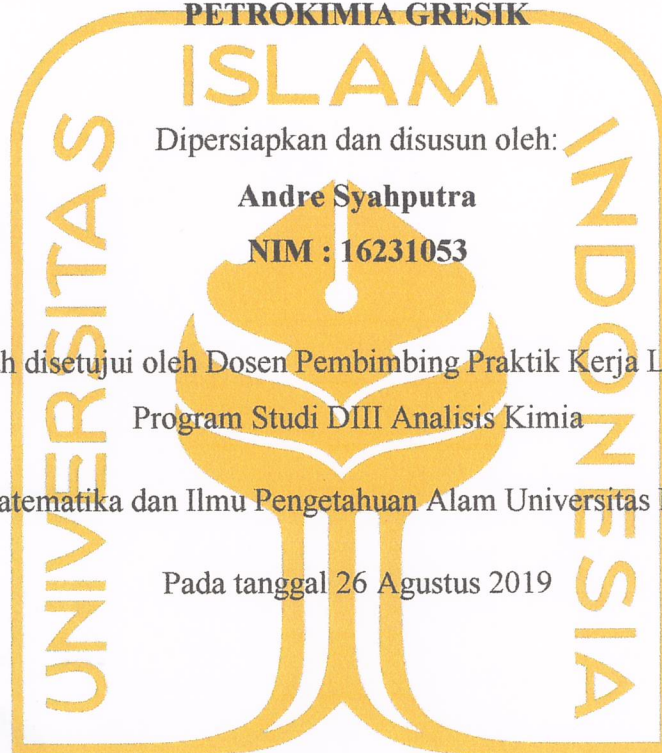 PETROKIMIA GRESIK
ISLAM
UNIVERSITAS
INDONESIA
Dipersiapkan dan disusun oleh:
Andre Syahputra
NIM : 16231053
h disetujui oleh Dosen Pembimbing Praktik Kerja L
Program Studi DIII Analisis Kimia
atematika dan Ilmu Pengetahuan Alam Universitas
Pada tanggal 26 Agustus 2019